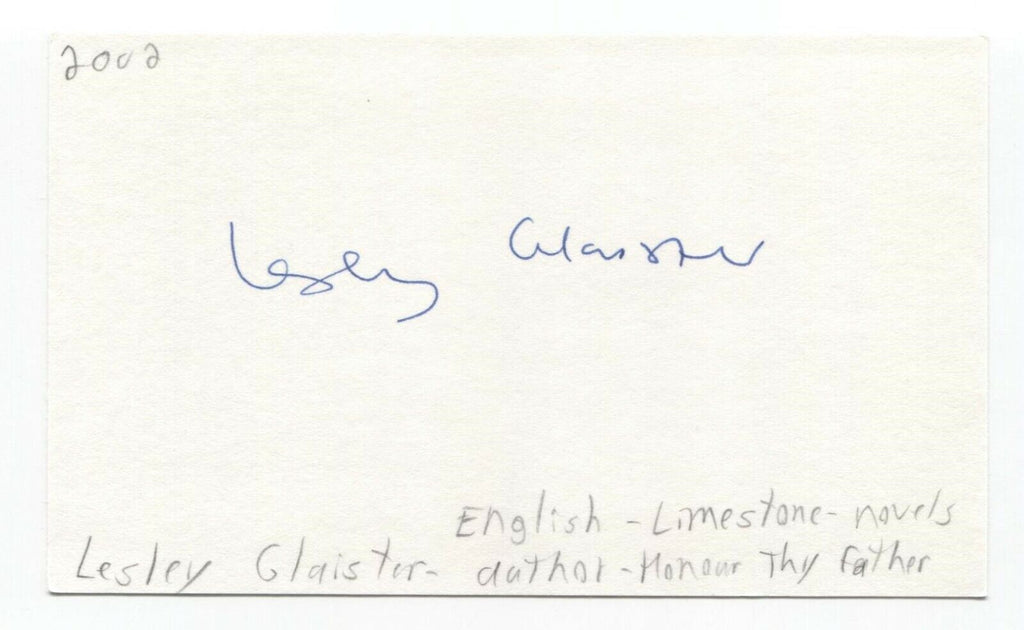 2002
Lesley Glaister
English - Limestone - novels
Lesley Glaister - author - Honour Thy Father